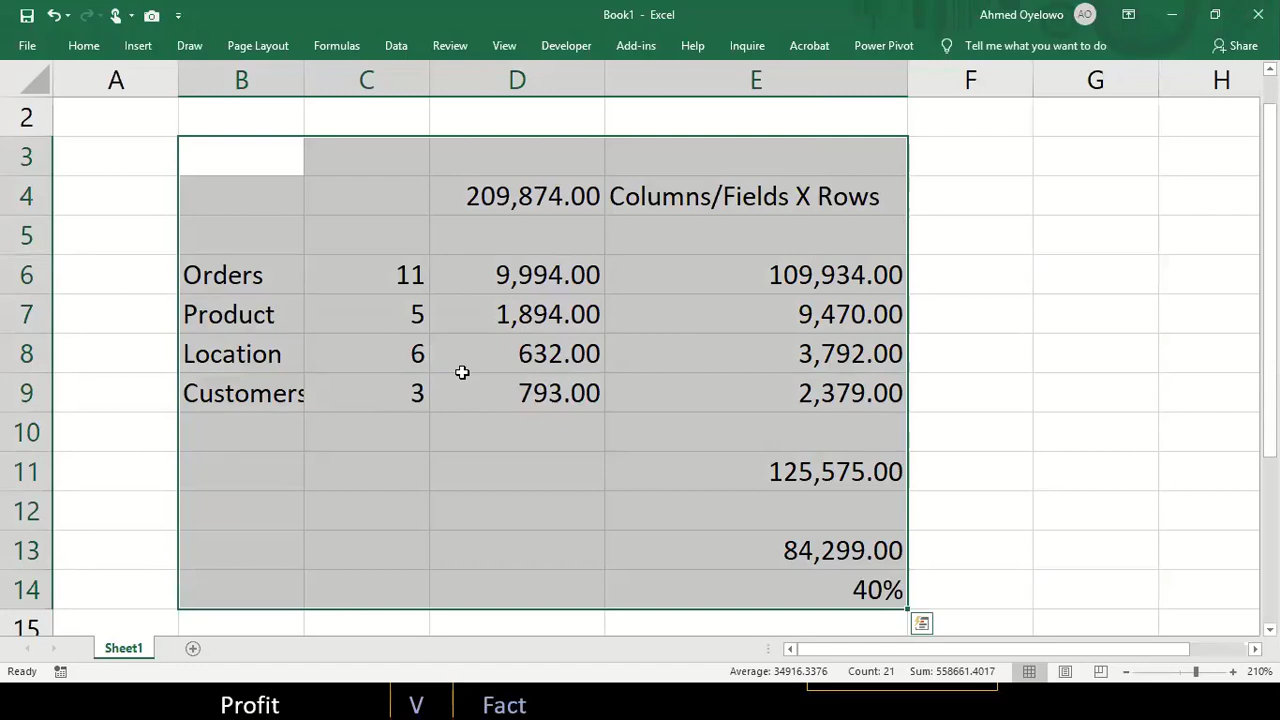 Book1 - Excel
Ahmed Oyelowo AO
File Home Insert Draw Page Layout Formulas Data Review View Developer Add-ins Help Inquire Acrobat Power Pivot Tell me what you want to do Share
A B C D E F G H
2
3
4 209,874.00 Columns/Fields X Rows
5
6 Orders 11 9,994.00 109,934.00
7 Product 5 1,894.00 9,470.00
8 Location 6 632.00 3,792.00
9 Customers 3 793.00 2,379.00
10
11 125,575.00
12
13 84,299.00
14 40%
15
Sheet1
Ready Average: 34916.3376 Count: 21 Sum: 558661.4017 210%
Profit V Fact